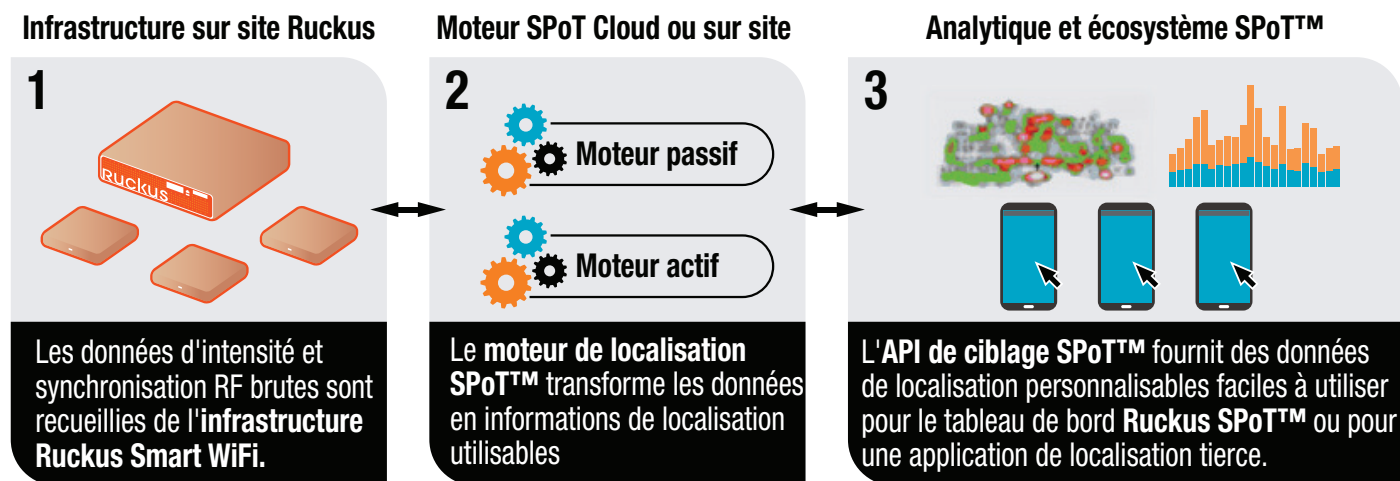 Infrastructure sur site Ruckus
Moteur SPoT Cloud ou sur site
Analytique et écosystème SPoT™
1
Ruckus
Les données d'intensité et
synchronisation RF brutes sont
recueillies de l'infrastructure
Ruckus Smart WiFi.
2
Moteur passif
Moteur actif
Le moteur de localisation
SPoT™ transforme les données
en informations de localisation
utilisables
3
L'API de ciblage SPoT™ fournit des données
de localisation personnalisables faciles à utiliser
pour le tableau de bord Ruckus SPoT™ ou pour
une application de localisation tierce.